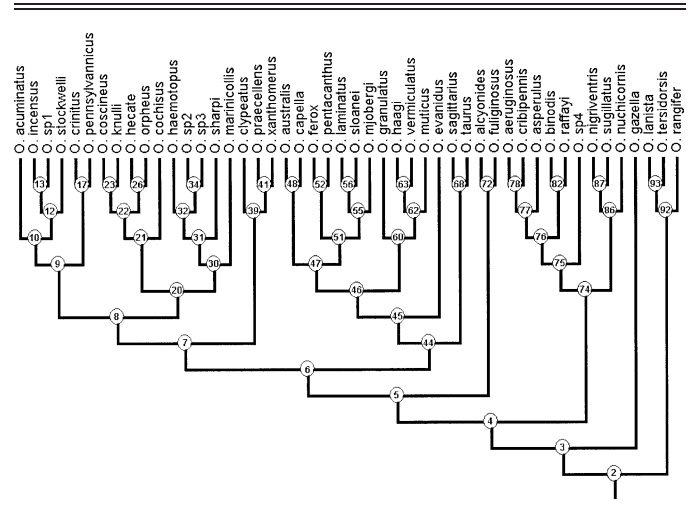 O. acuminatus
O. incensus
O. sp1
O. stockwelli
O. crinitus
O. pennsylvannicus
O. coscineus
O. knulli
O. hecate
O. orpheus
O. cochisus
O. haemotopus
O. sp2
O. sp3
O. sharpi
O. marinicollis
O. clypeatus
O. praecellens
O. xanthomerus
O. australis
O. capella
O. ferox
O. pentacanthus
O. laminatus
O. sloanei
O. mjobergi
O. granulatus
O. haagi
O. vermiculatus
O. muticus
O. evanidus
O. sagittarius
O. taurus
O. alcyonides
O. fuliginosus
O. aeruginosus
O. cribipennis
O. asperulus
O. binodis
O. raffayi
O. sp4
O. nigriventris
O. sugillatus
O. nuchicornis
O. gazella
O. lanista
O. tersidorsis
O. rangifer
13 17 23 26 34 41 48 52 56 63 68 72 78 82 87 93
12 22 32 39 55 62 77 86 92
10 21 31 51 60 76
9 30 47 75
20 46 74
8 45
7 44
6
5
4
3
2